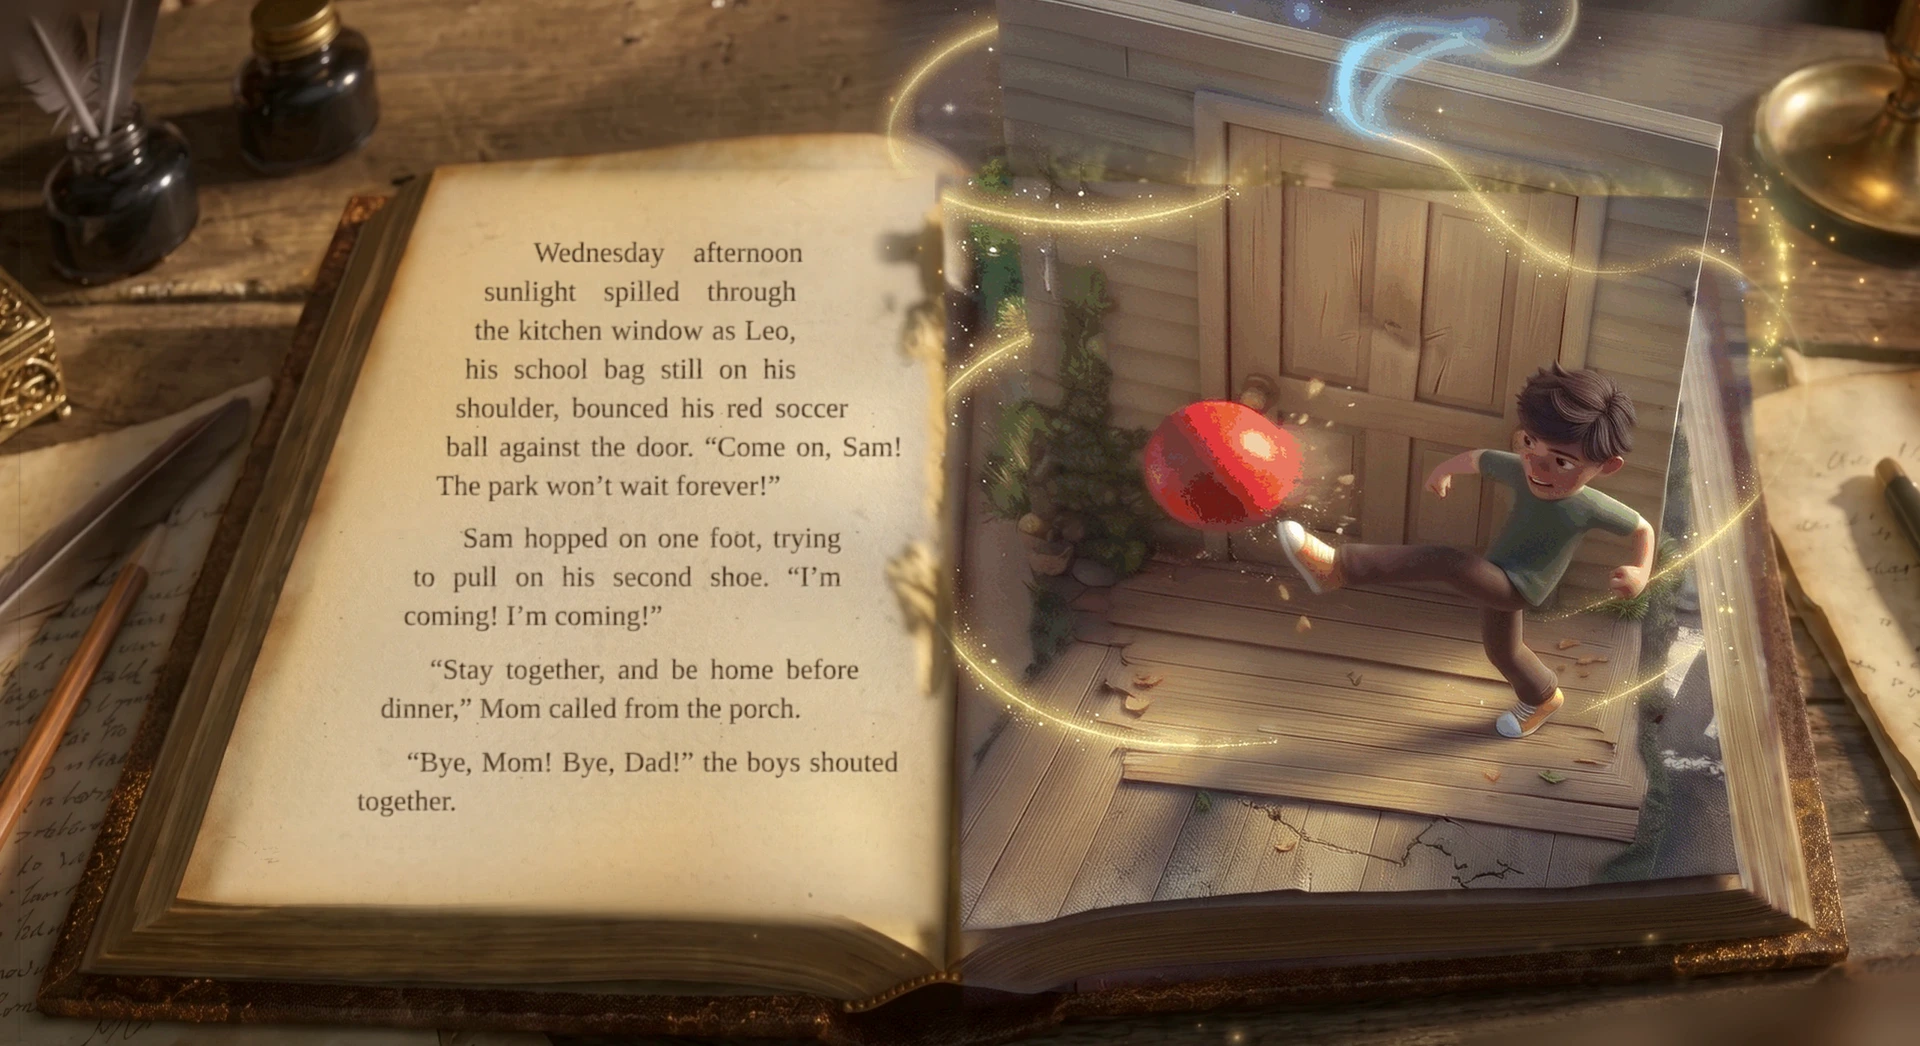 Wednesday afternoon
sunlight spilled through
the kitchen window as Leo,
his school bag still on his
shoulder, bounced his red soccer
ball against the door. “Come on, Sam!
The park won’t wait forever!”
Sam hopped on one foot, trying
to pull on his second shoe. “I’m
coming! I’m coming!”
“Stay together, and be home before
dinner,” Mom called from the porch.
“Bye, Mom! Bye, Dad!” the boys shouted
together.